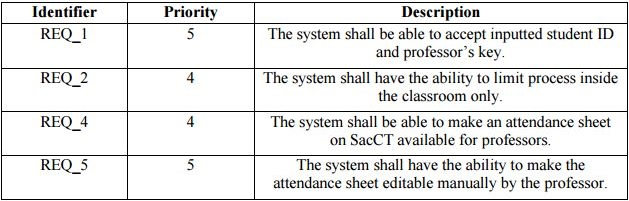 Identifier Priority Description
REQ_1 5 The system shall be able to accept inputted student ID
and professor's key.
REQ_2 4 The system shall have the ability to limit process inside
the classroom only.
REQ_4 4 The system shall be able to make an attendance sheet
on SacCT available for professors.
REQ_5 5 The system shall have the ability to make the
attendance sheet editable manually by the professor.